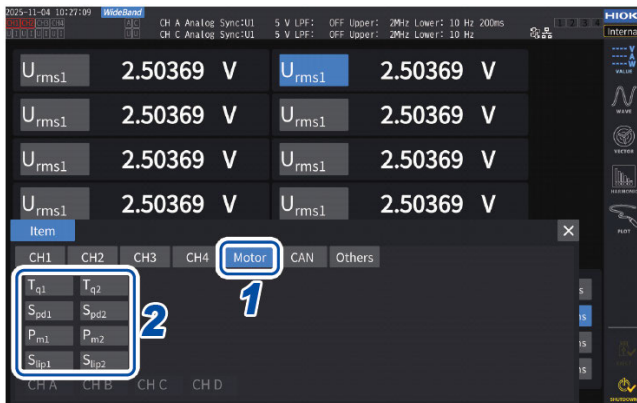 2025-11-04 10:27:09 WideBand CH A Analog Sync:U1 5 V LPF: OFF Upper: 2MHz Lower: 10 Hz 200ms HIOK
CH C Analog Sync:U1 5 V LPF: OFF Upper: 2MHz Lower: 10 Hz Interna
Urms1 2.50369 V Urms1 2.50369 V
VALUE
Urms1 2.50369 V Urms1 2.50369 V
WAVE
Urms1 2.50369 V Urms1 2.50369 V
VECTOR
Urms1 2.50369 V Urms1 2.50369 V
HARMONIC
Item ×
PLOT
CH1 CH2 CH3 CH4 Motor CAN Others
1
Tq1 Tq2
Spd1 Spd2
2
Pm1 Pm2
Slip1 Slip2
CH A CH B CH C CH D
SHUTDOWN